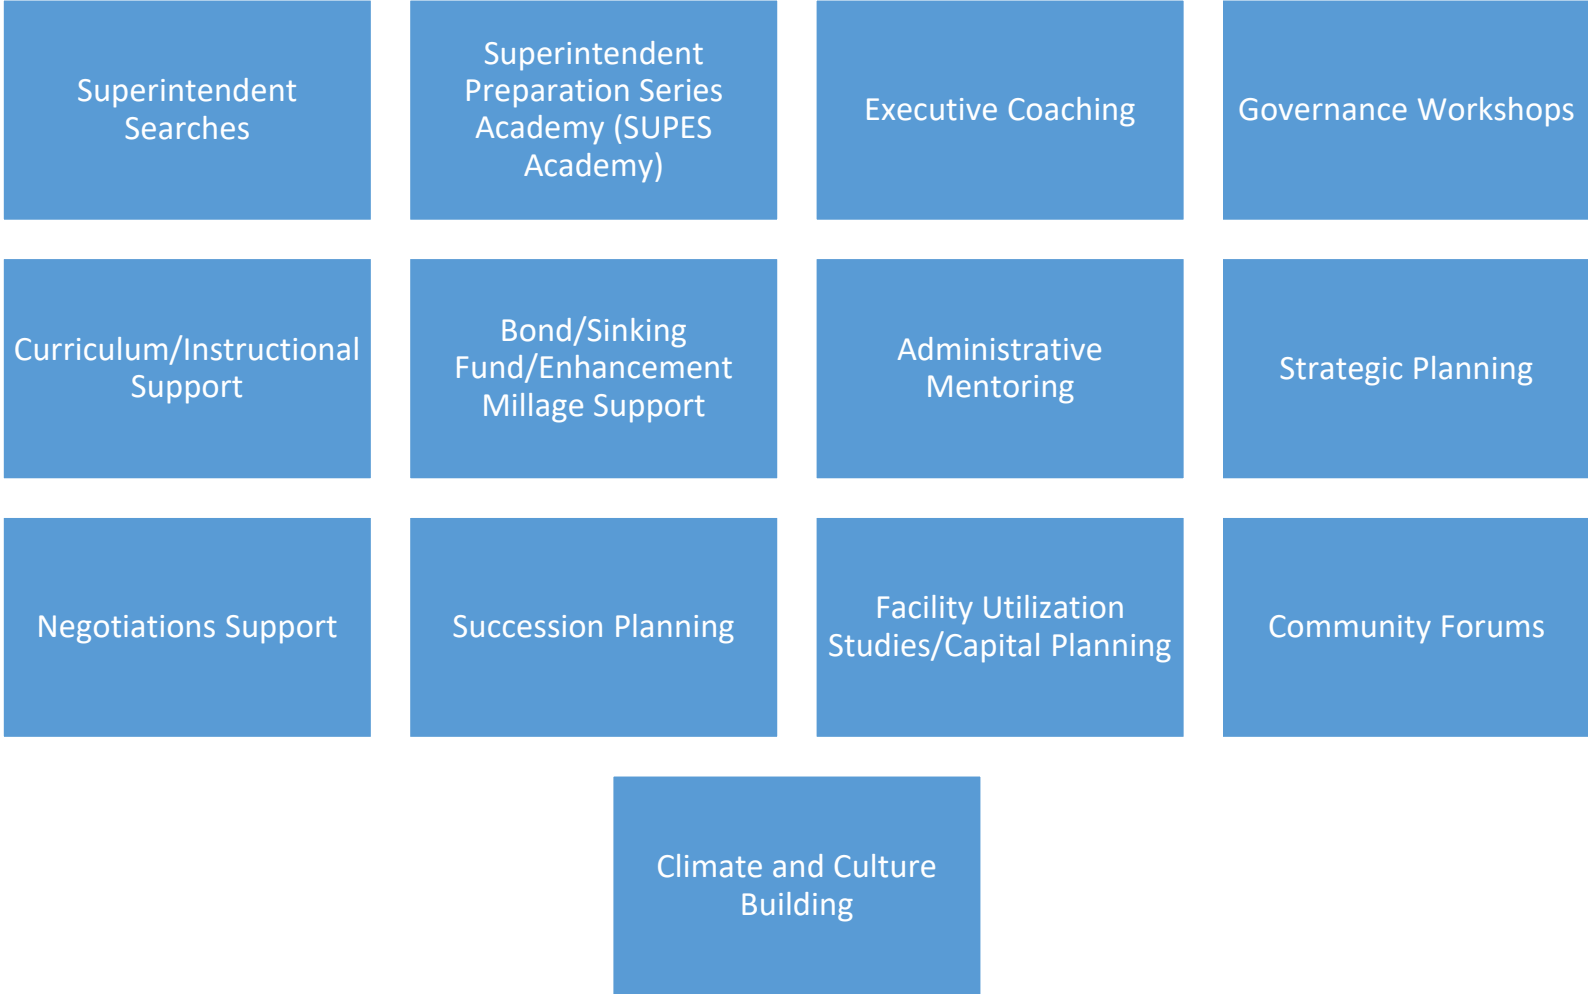 Superintendent
Searches
Superintendent
Preparation Series
Academy (SUPES
Academy)
Executive Coaching
Governance Workshops
Curriculum/Instructional
Support
Bond/Sinking
Fund/Enhancement
Millage Support
Administrative
Mentoring
Strategic Planning
Negotiations Support
Succession Planning
Facility Utilization
Studies/Capital Planning
Community Forums
Climate and Culture
Building